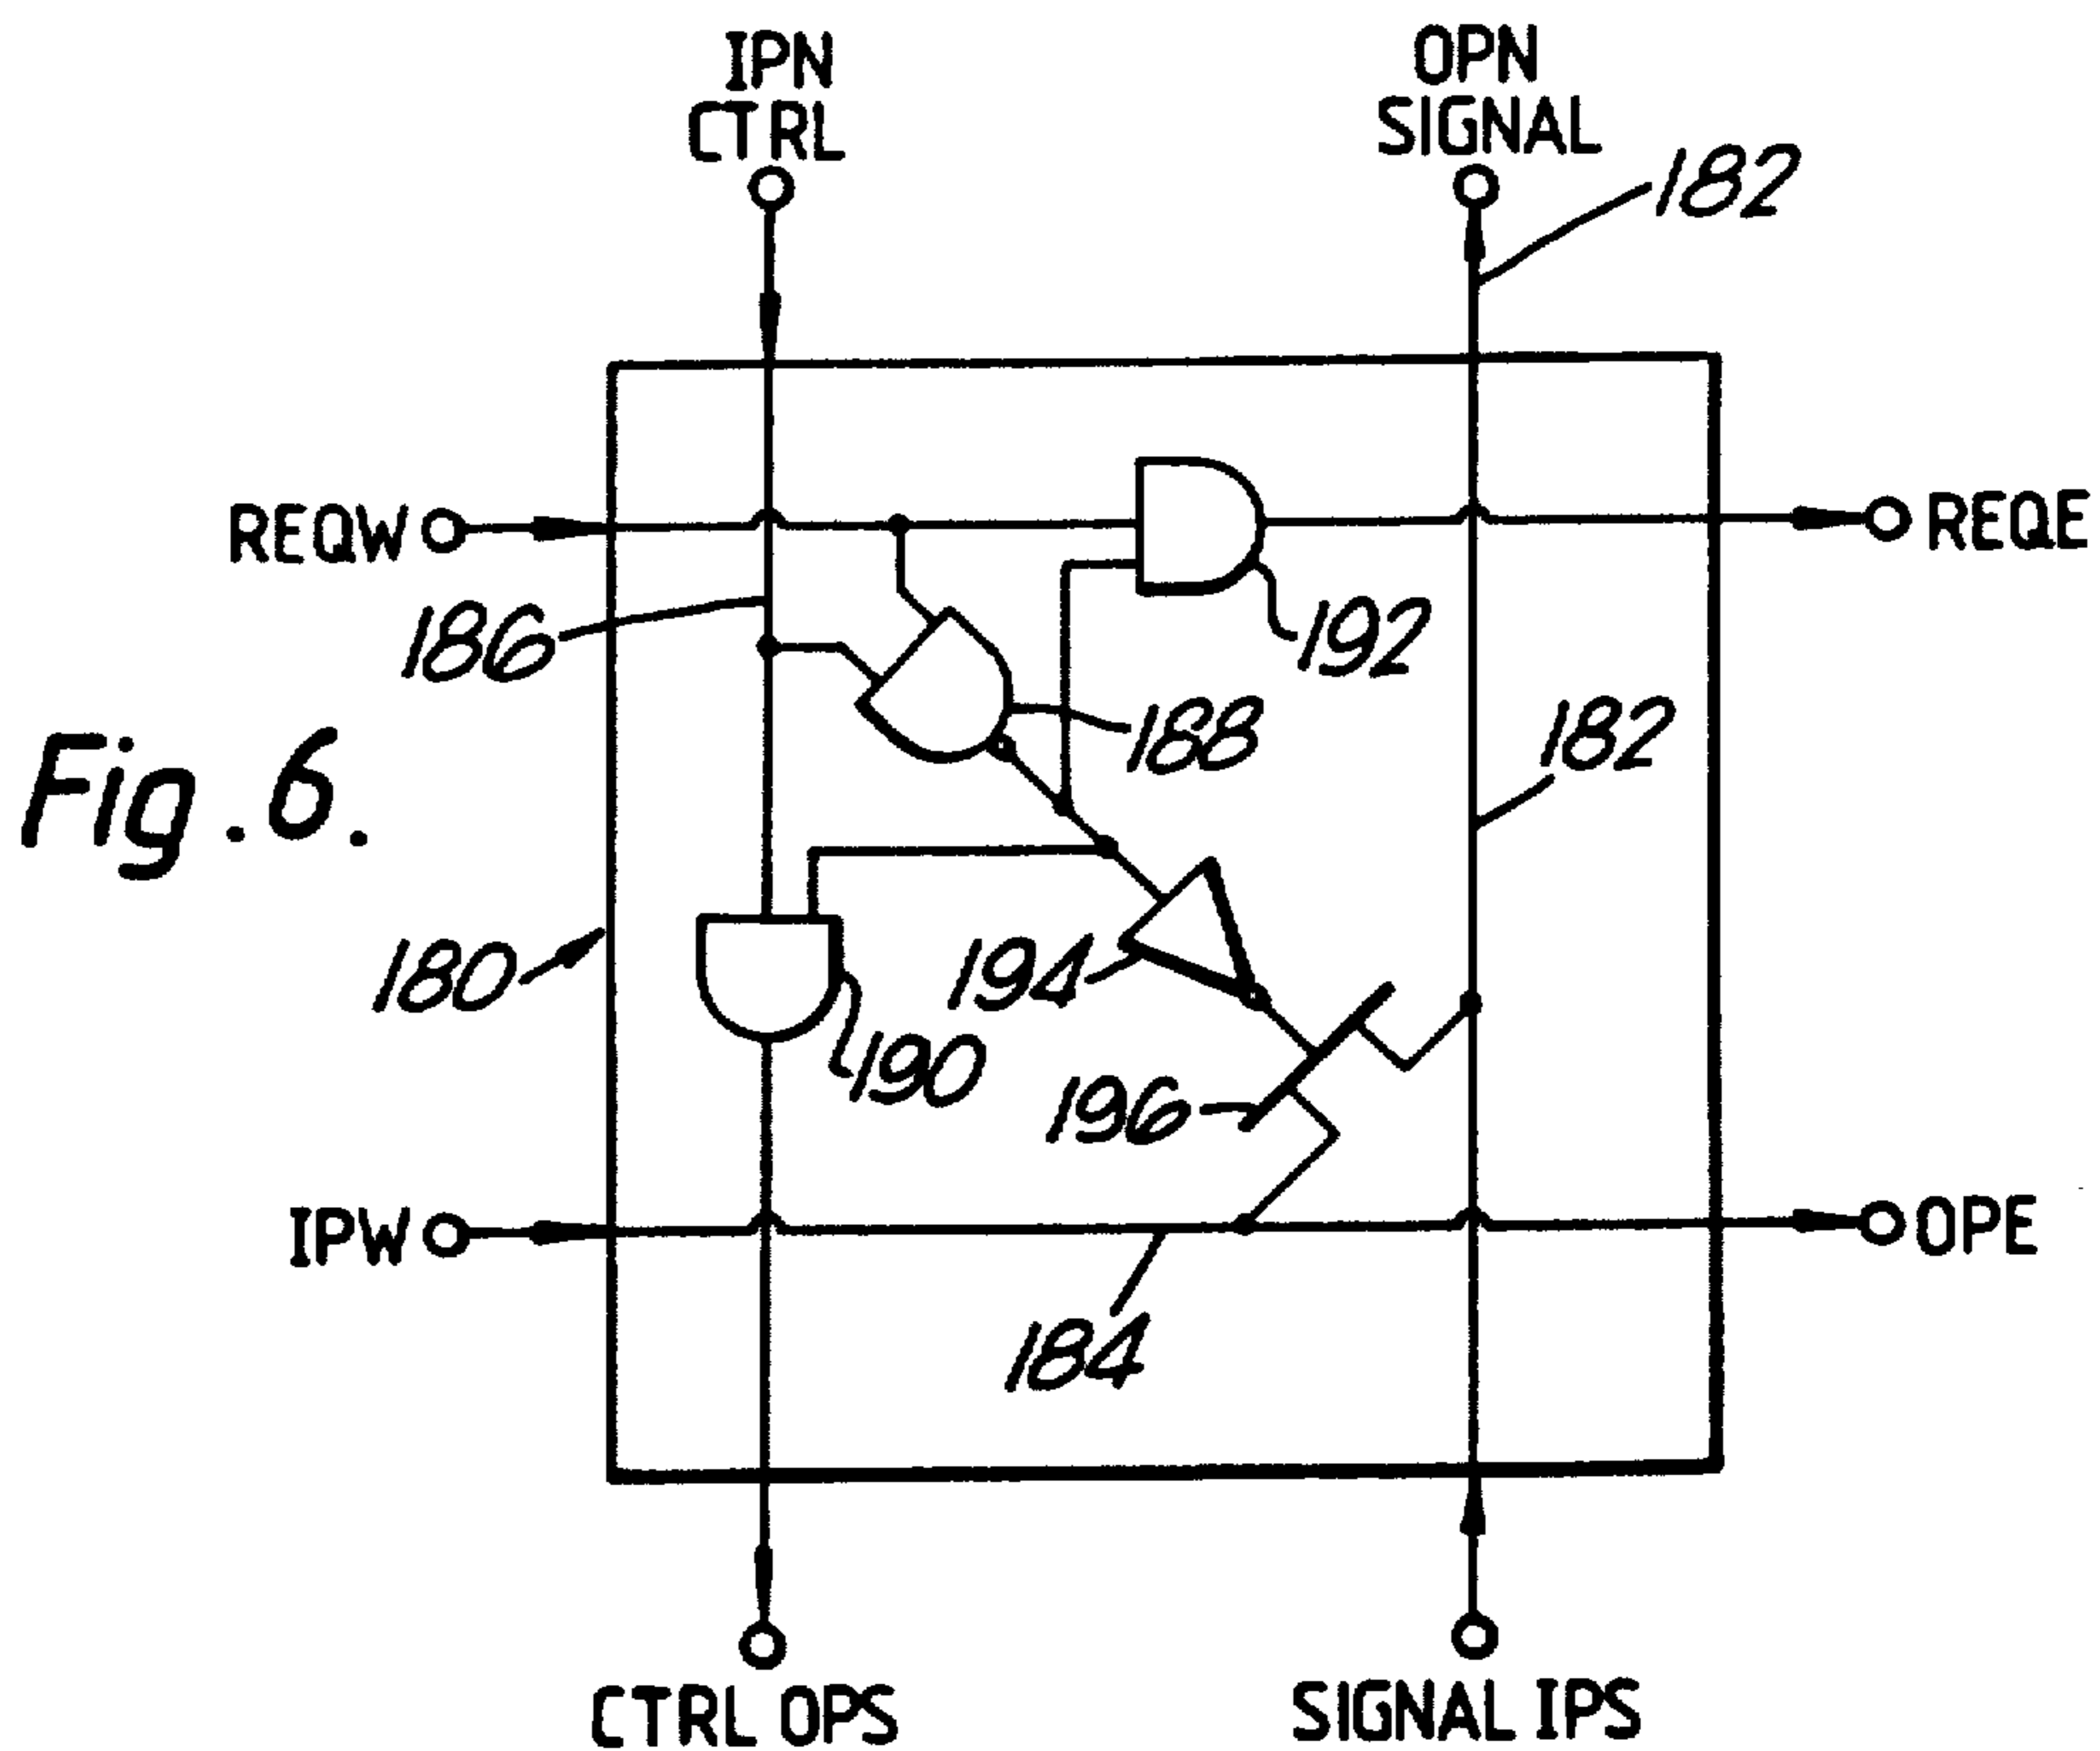 IPN
CTRL
OPN
SIGNAL
182
REQW
REQE
186
192
188
182
Fig. 6.
180
194
190
196
IPW
OPE
184
CTRL OPS
SIGNAL IPS